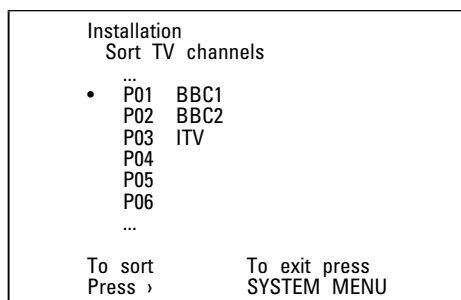 Installation
Sort TV channels
...
• P01 BBC1
P02 BBC2
P03 ITV
P04
P05
P06
...
To sort To exit press
Press › SYSTEM MENU